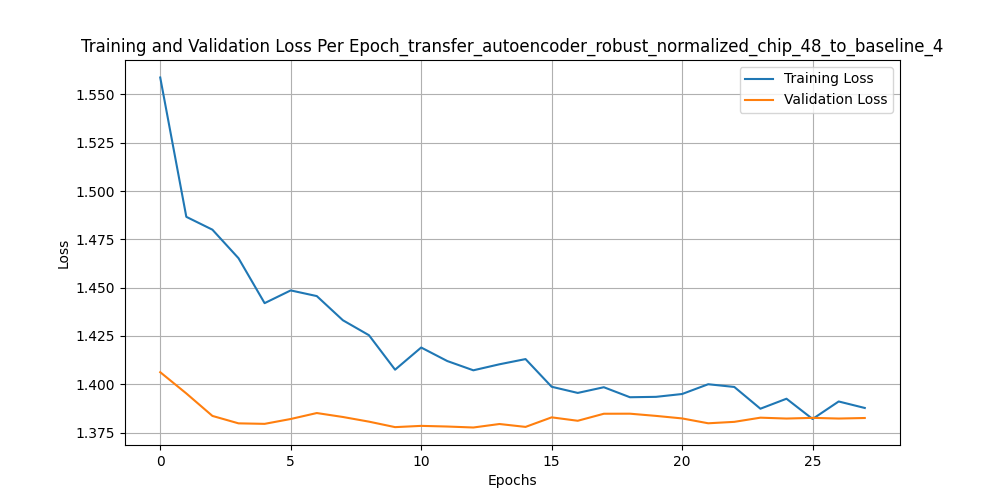 Training and Validation Loss Per Epoch_transfer_autoencoder_robust_normalized_chip_48_to_baseline_4
Training Loss
Validation Loss
1.550
1.525
1.500
1.475
1.450
1.425
1.400
1.375
Loss
0 5 10 15 20 25
Epochs